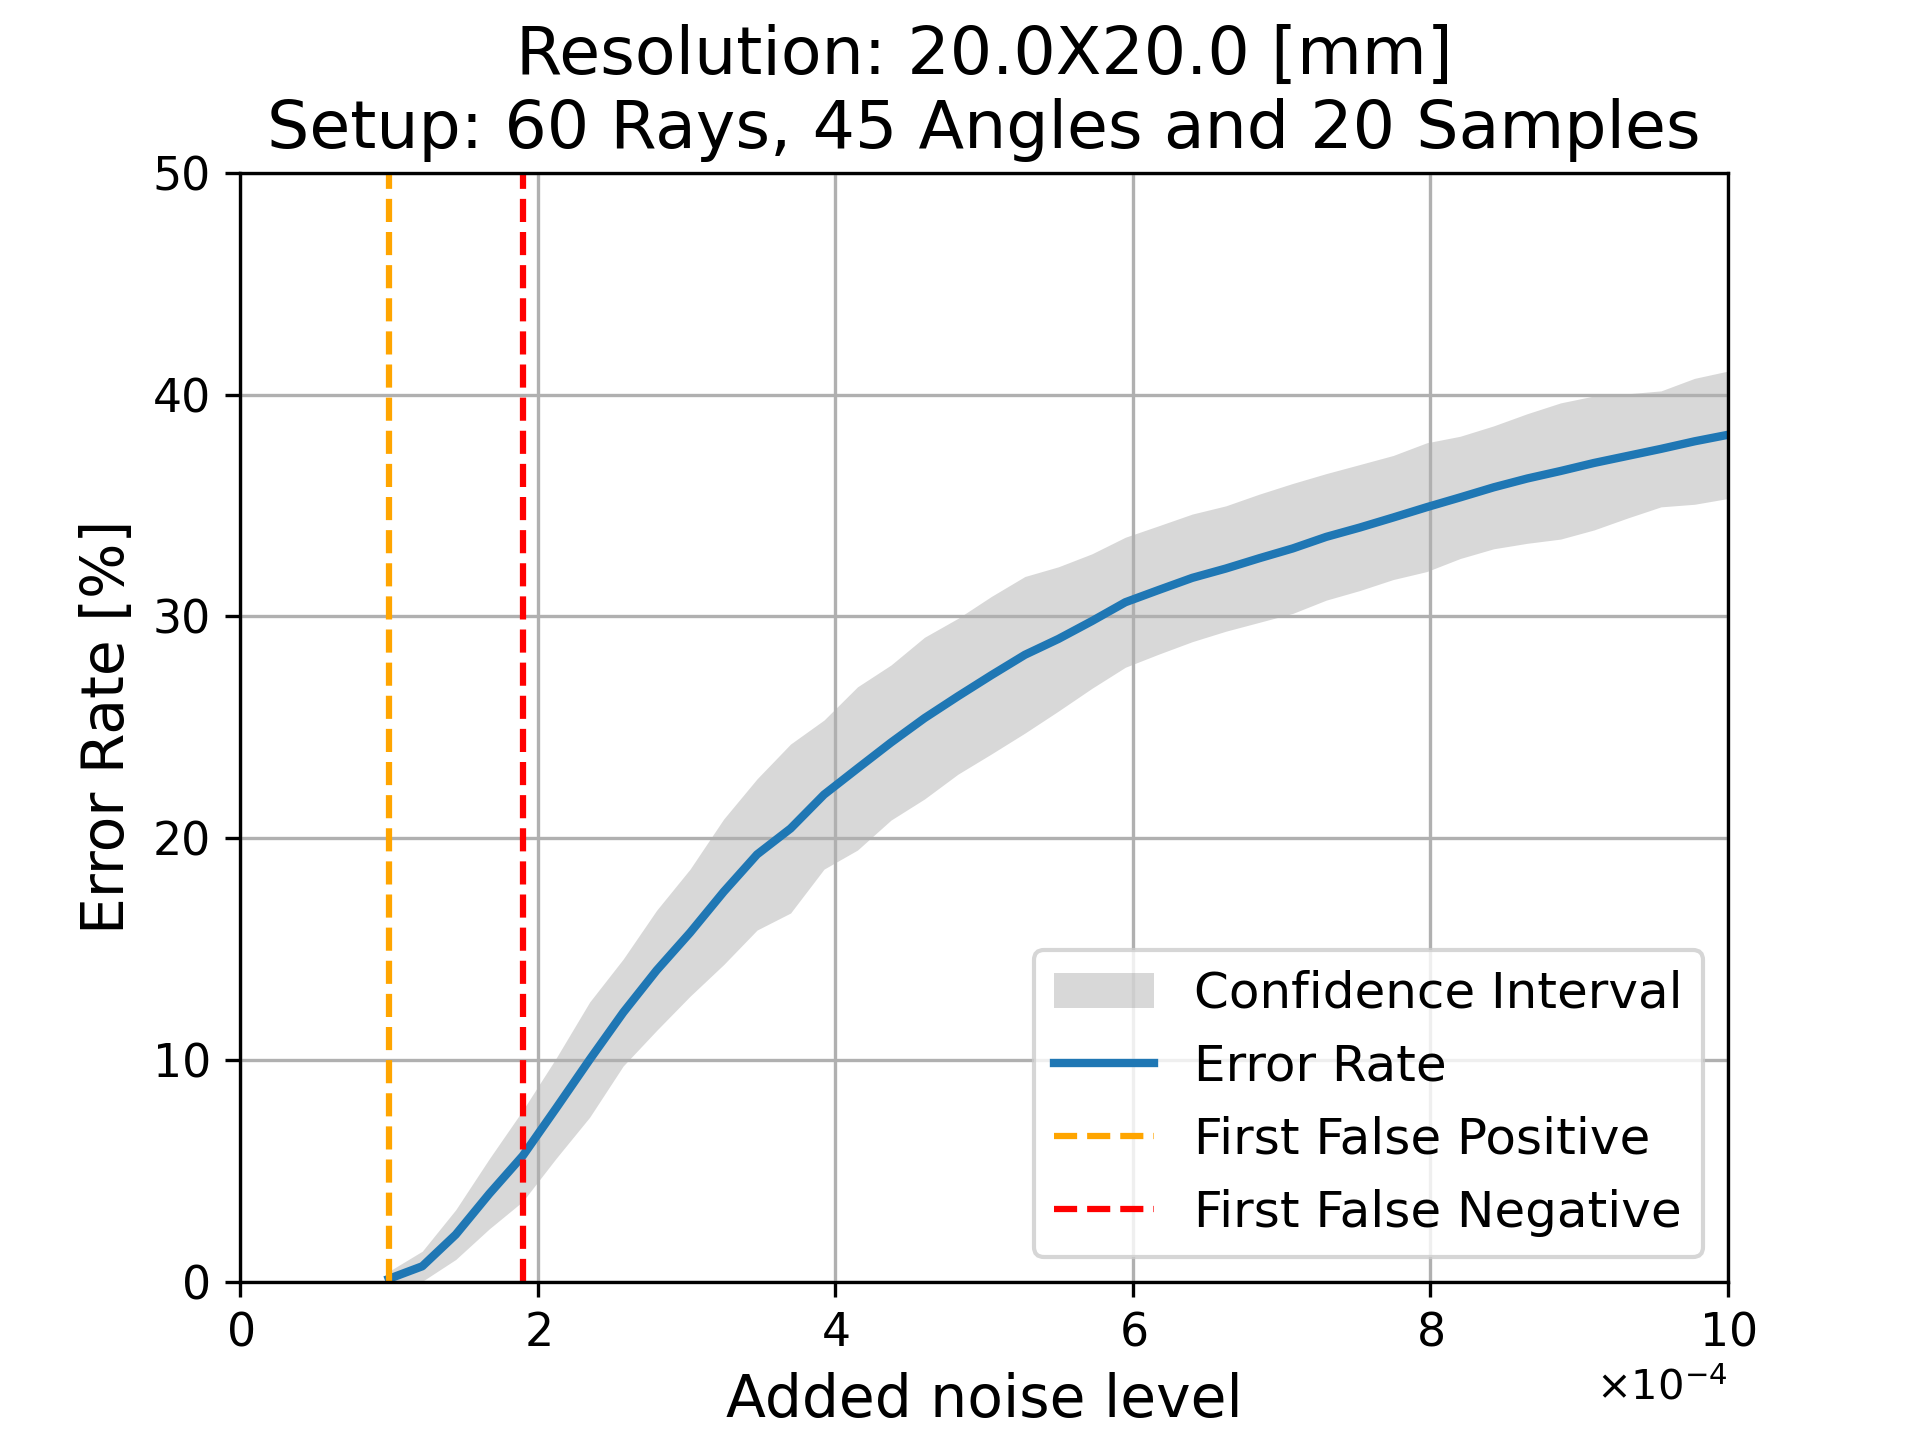 Resolution: 20.0X20.0 [mm]
Setup: 60 Rays, 45 Angles and 20 Samples
50
40
30
20
10
0
Error Rate [%]
Confidence Interval
Error Rate
First False Positive
First False Negative
0 2 4 6 8 10
×10⁻⁴
Added noise level